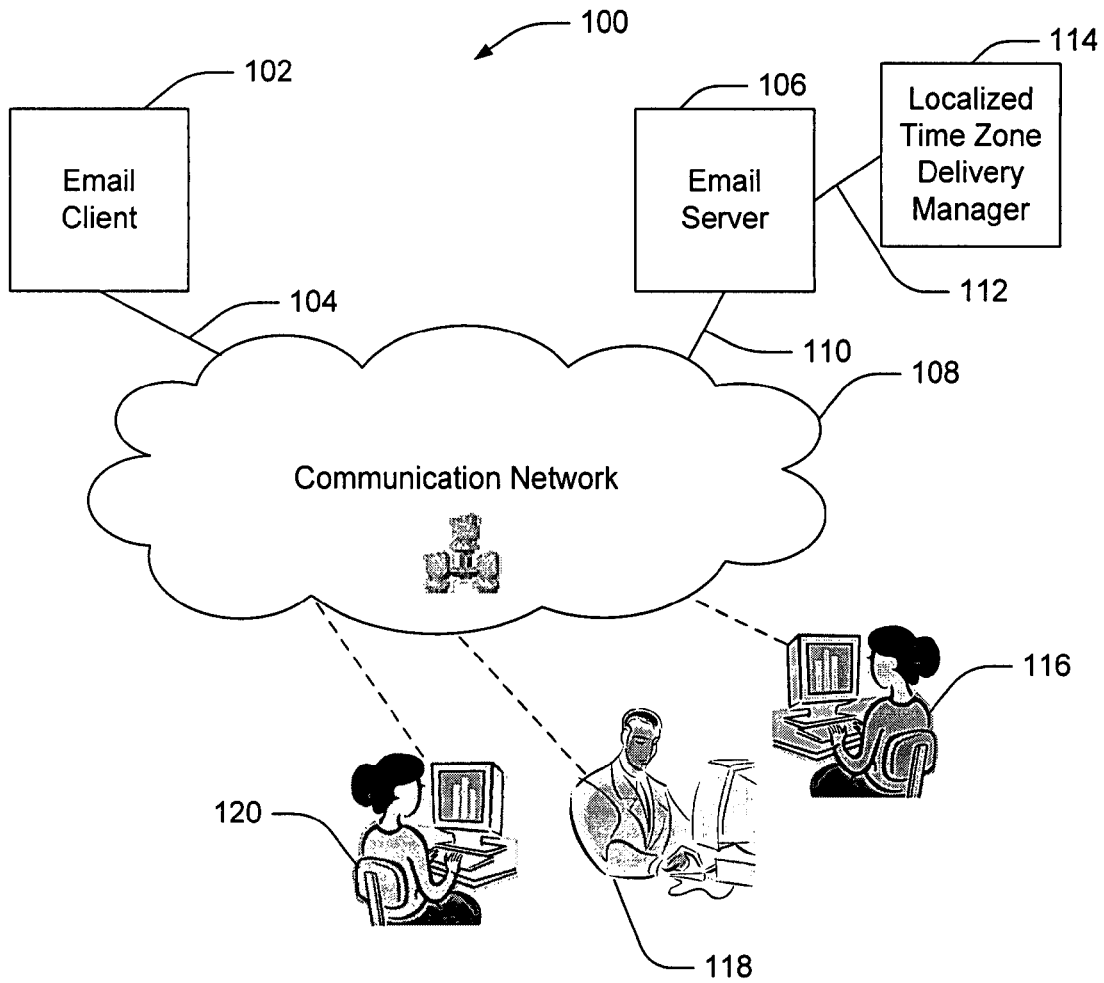 100
102
106
114
Email
Client
Email
Server
Localized
Time Zone
Delivery
Manager
104
112
110
108
Communication Network
116
120
118